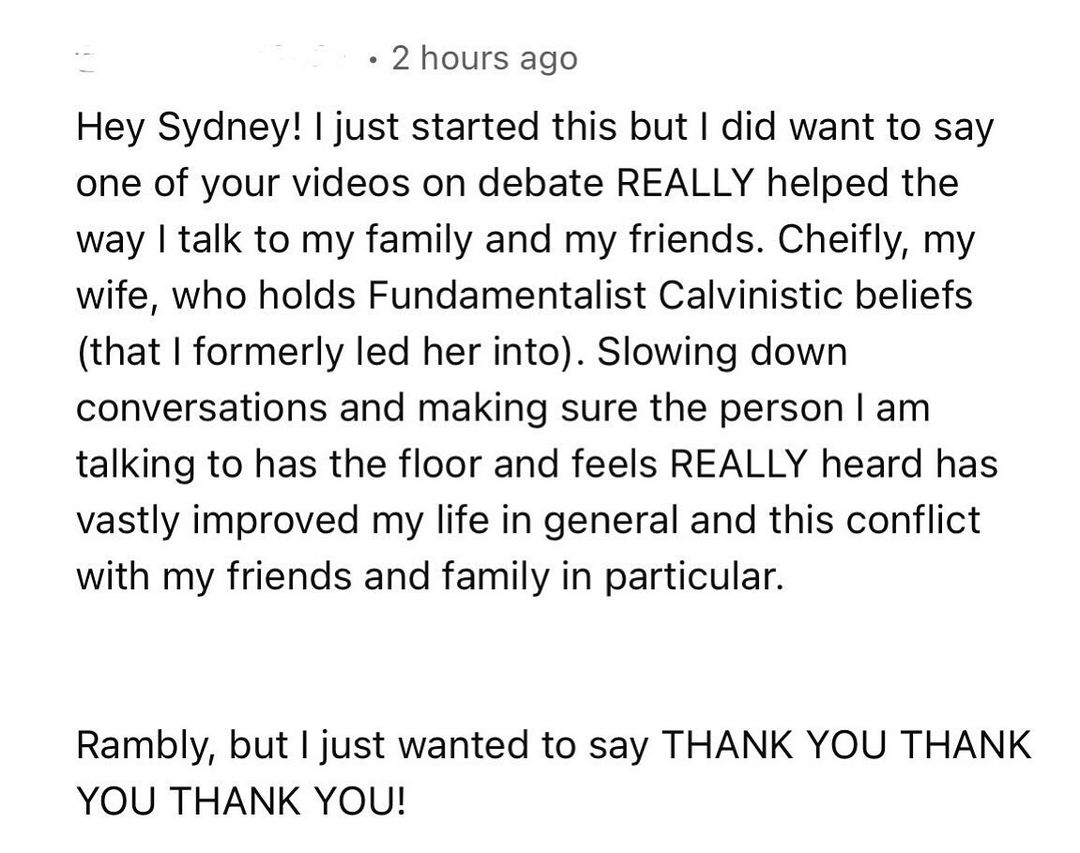 • 2 hours ago
Hey Sydney! I just started this but I did want to say
one of your videos on debate REALLY helped the
way I talk to my family and my friends. Cheifly, my
wife, who holds Fundamentalist Calvinistic beliefs
(that I formerly led her into). Slowing down
conversations and making sure the person I am
talking to has the floor and feels REALLY heard has
vastly improved my life in general and this conflict
with my friends and family in particular.
Rambly, but I just wanted to say THANK YOU THANK
YOU THANK YOU!